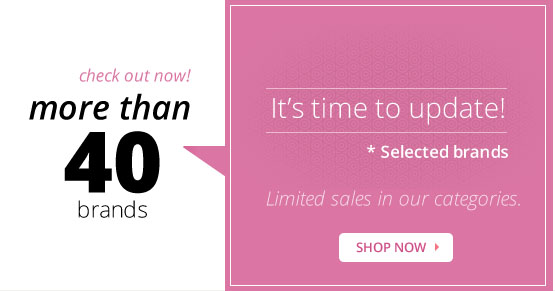 check out now!
more than
40
brands
It's time to update!
* Selected brands
Limited sales in our categories.
SHOP NOW